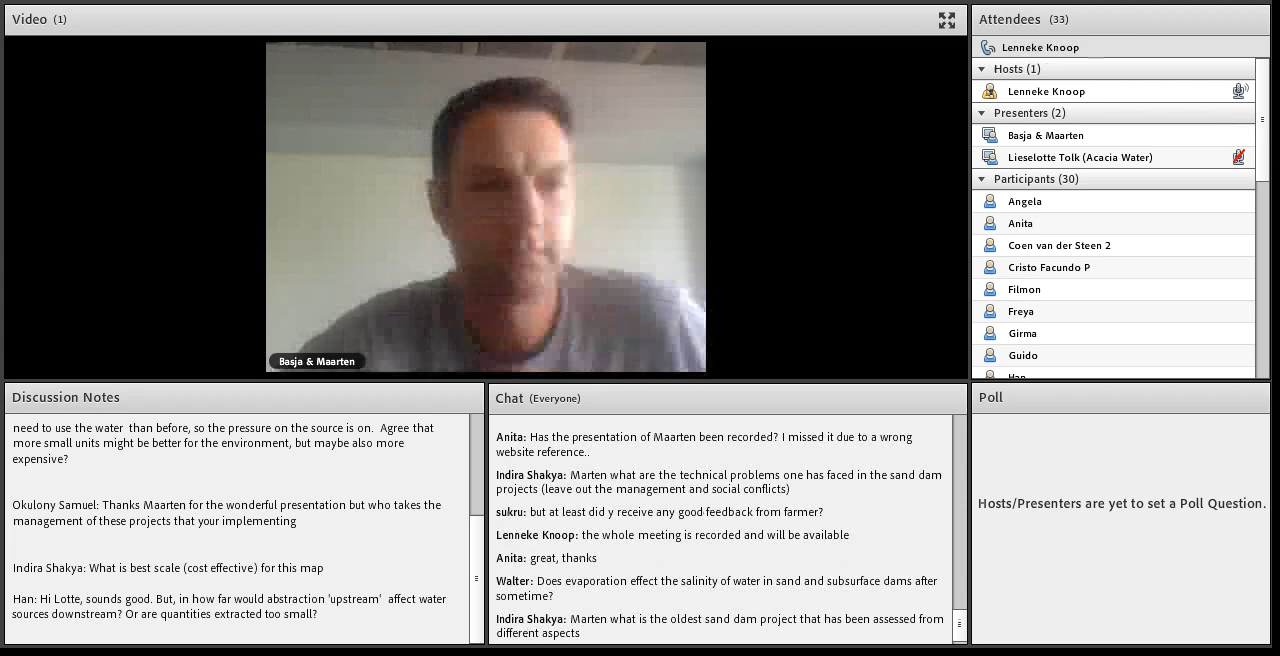 Video (1)
Basja & Maarten
Attendees (33)
Lenneke Knoop
Hosts (1)
Lenneke Knoop
Presenters (2)
Basja & Maarten
Lieselotte Tolk (Acacia Water)
Participants (30)
Angela
Anita
Coen van der Steen 2
Cristo Facundo P
Filmon
Freya
Girma
Guido
Han
Discussion Notes
need to use the water than before, so the pressure on the source is on. Agree that
more small units might be better for the environment, but maybe also more
expensive?
Okulony Samuel: Thanks Maarten for the wonderful presentation but who takes the
management of these projects that your implementing
Indira Shakya: What is best scale (cost effective) for this map
Han: Hi Lotte, sounds good. But, in how far would abstraction 'upstream' affect water
sources downstream? Or are quantities extracted too small?
Chat (Everyone)
Anita: Has the presentation of Maarten been recorded? I missed it due to a wrong
website reference..
Indira Shakya: Marten what are the technical problems one has faced in the sand dam
projects (leave out the management and social conflicts)
sukru: but at least did y receive any good feedback from farmer?
Lenneke Knoop: the whole meeting is recorded and will be available
Anita: great, thanks
Walter: Does evaporation effect the salinity of water in sand and subsurface dams after
sometime?
Indira Shakya: Marten what is the oldest sand dam project that has been assessed from
different aspects
Poll
Hosts/Presenters are yet to set a Poll Question.